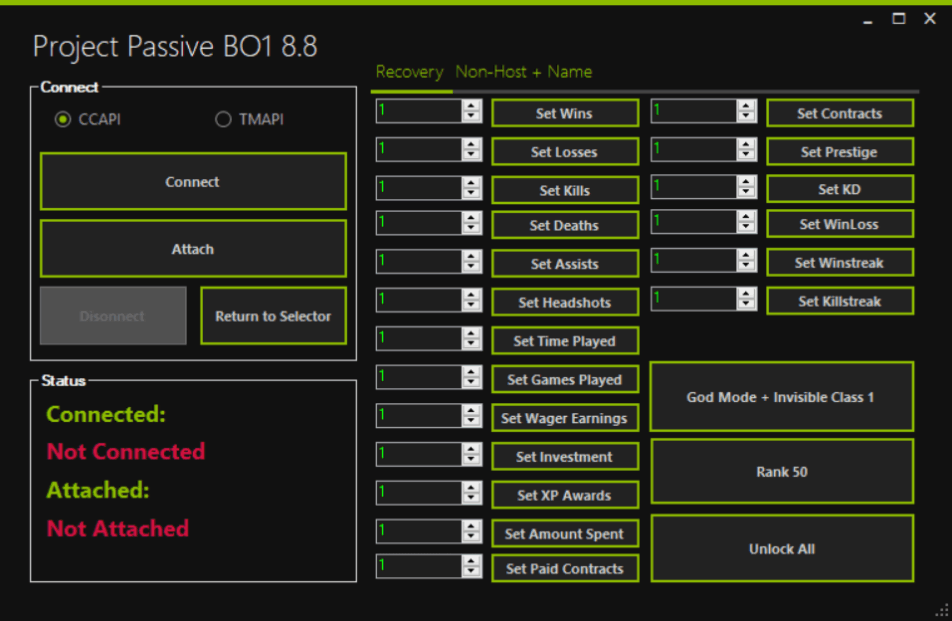 Project Passive BO1 8.8
Connect
CCAPI
TMAPI
Connect
Attach
Disonnect
Return to Selector
Status
Connected:
Not Connected
Attached:
Not Attached
Recovery Non-Host + Name
1 Set Wins 1 Set Contracts
1 Set Losses 1 Set Prestige
1 Set Kills 1 Set KD
1 Set Deaths 1 Set WinLoss
1 Set Assists 1 Set Winstreak
1 Set Headshots 1 Set Killstreak
1 Set Time Played
1 Set Games Played
1 Set Wager Earnings
1 Set Investment
1 Set XP Awards
1 Set Amount Spent
1 Set Paid Contracts
God Mode + Invisible Class 1
Rank 50
Unlock All